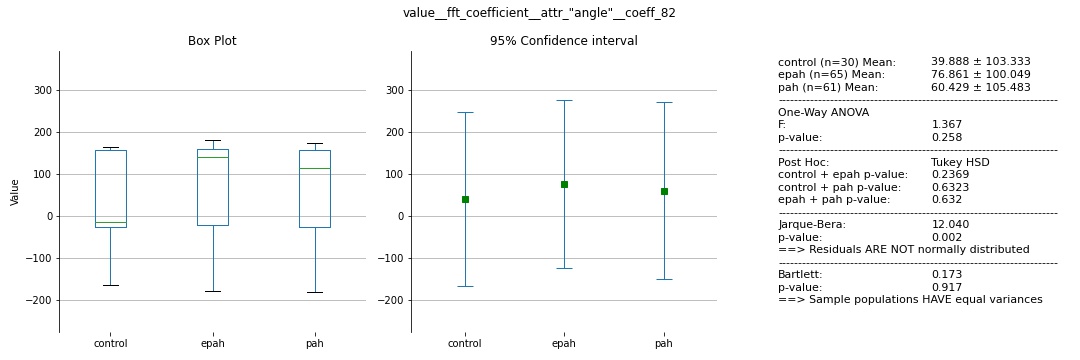 value__fft_coefficient__attr_"angle"__coeff_82
Box Plot
300
200
100
0
−100
−200
Value
control
epah
pah
95% Confidence interval
300
200
100
0
−100
−200
control
epah
pah
control (n=30) Mean: 39.888 ± 103.333
epah (n=65) Mean: 76.861 ± 100.049
pah (n=61) Mean: 60.429 ± 105.483
One-Way ANOVA
F: 1.367
p-value: 0.258
Post Hoc: Tukey HSD
control + epah p-value: 0.2369
control + pah p-value: 0.6323
epah + pah p-value: 0.632
Jarque-Bera: 12.040
p-value: 0.002
==> Residuals ARE NOT normally distributed
Bartlett: 0.173
p-value: 0.917
==> Sample populations HAVE equal variances